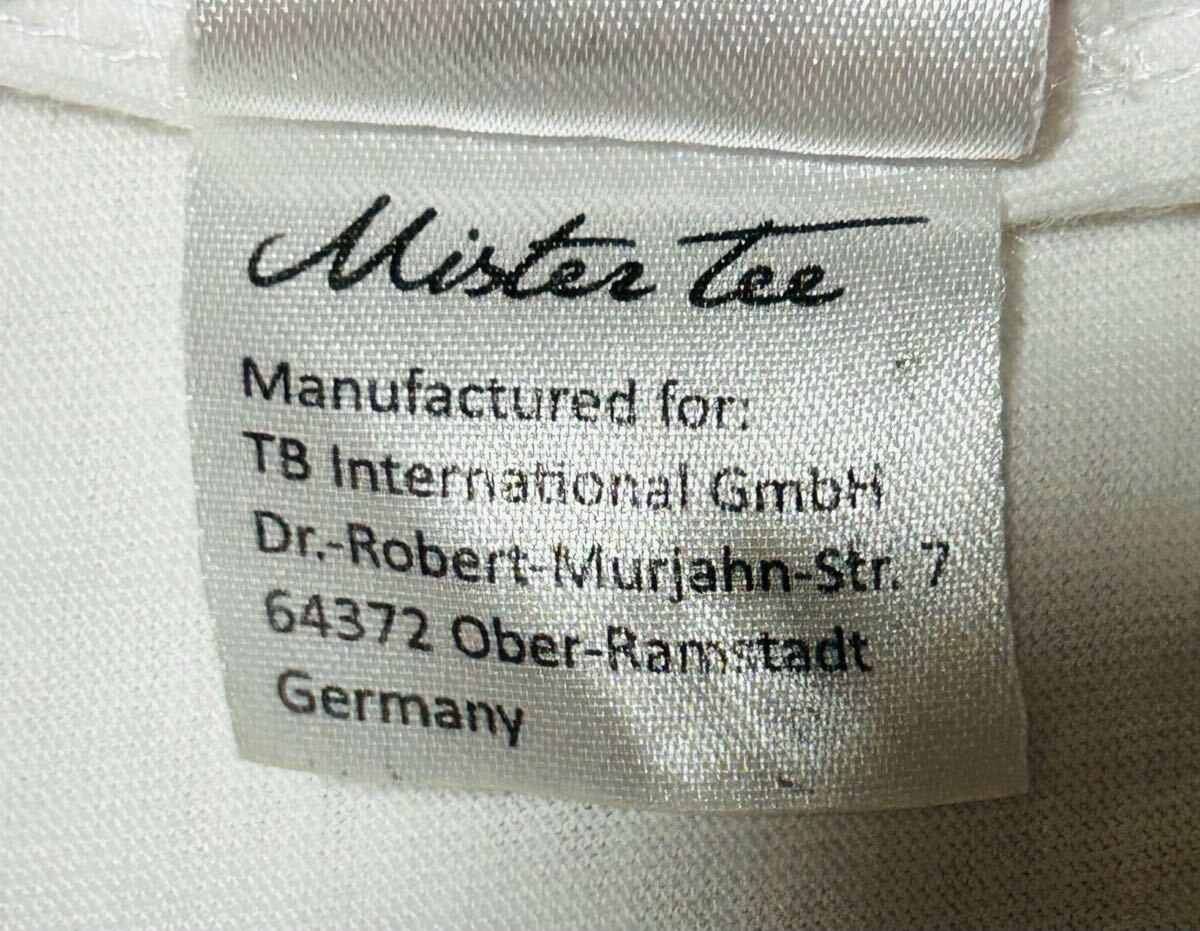 Mister Tee
Manufactured for:
TB International GmbH
Dr.-Robert-Murjahn-Str. 7
64372 Ober-Ramstadt
Germany